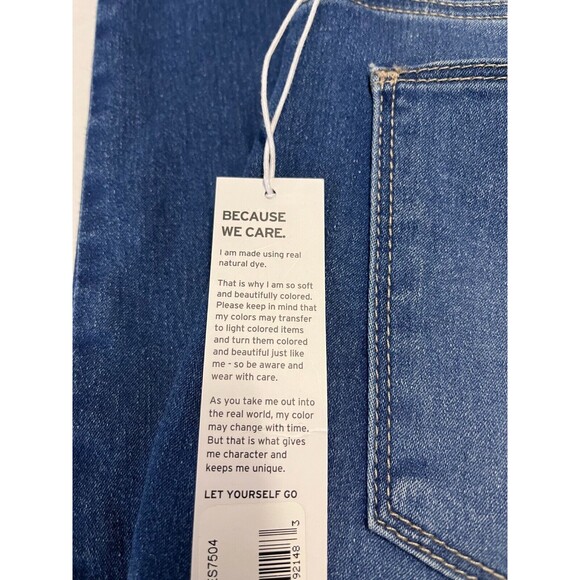 BECAUSE
WE CARE.
I am made using real
natural dye.
That is why I am so soft
and beautifully colored.
Please keep in mind that
my colors may transfer
to light colored items
and turn them colored
and beautiful just like
me - so be aware and
wear with care.
As you take me out into
the real world, my color
may change with time.
But that is what gives
me character and
keeps me unique.
LET YOURSELF GO
S7504
92148 3